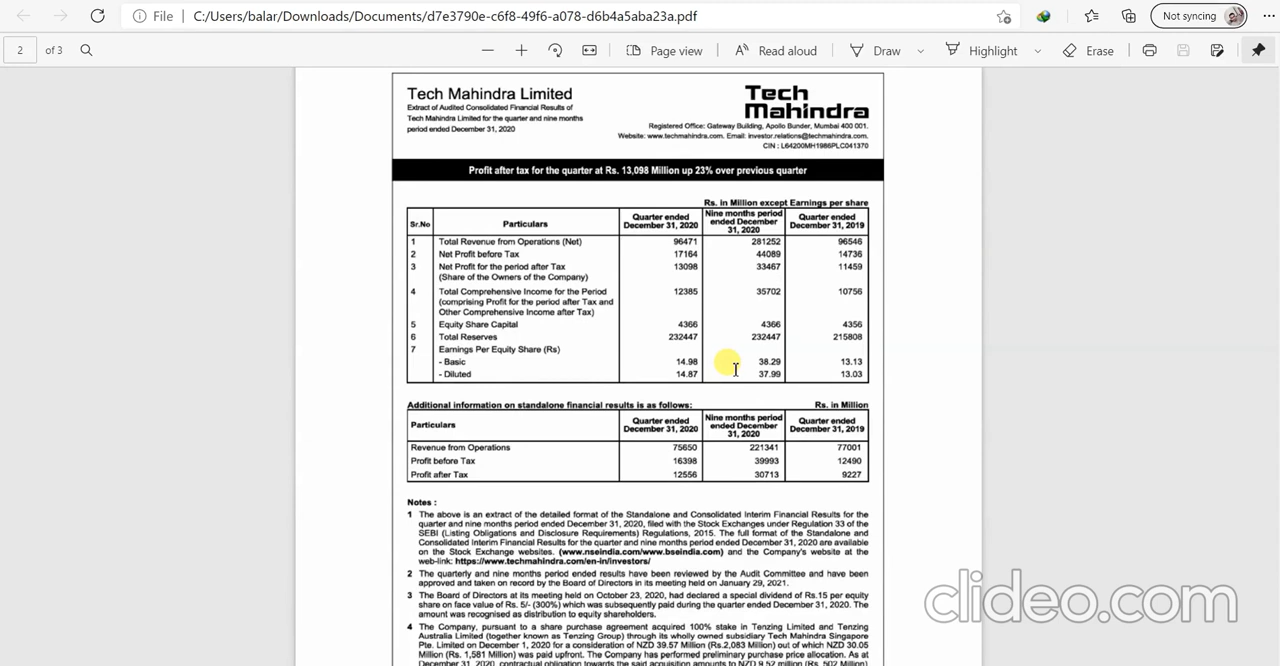 File C:/Users/balar/Downloads/Documents/d7e3790e-c6f8-49f6-a078-d6b4a5aba23a.pdf Not syncing
2 of 3 Page view Read aloud Draw Highlight Erase
Tech Mahindra Limited
Extract of Audited Consolidated Financial Results of
Tech Mahindra Limited for the quarter and nine months
period ended December 31, 2020
Tech
Mahindra
Registered Office: Gateway Building, Apollo Bunder, Mumbai 400 001.
Website: www.techmahindra.com. Email: investor.relations@techmahindra.com.
CIN : L64200MH1986PLC041370
Profit after tax for the quarter at Rs. 13,098 Million up 23% over previous quarter
Rs. in Million except Earnings per share
Sr.No Particulars Quarter ended December 31, 2020 Nine months period ended December 31, 2020 Quarter ended December 31, 2019
1 Total Revenue from Operations (Net) 96471 281252 96546
2 Net Profit before Tax 17164 44089 14736
3 Net Profit for the period after Tax 13098 33467 11459
(Share of the Owners of the Company)
4 Total Comprehensive Income for the Period 12385 35702 10756
(comprising Profit for the period after Tax and
Other Comprehensive Income after Tax)
5 Equity Share Capital 4366 4366 4356
6 Total Reserves 232447 232447 215808
7 Earnings Per Equity Share (Rs)
- Basic 14.98 38.29 13.13
- Diluted 14.87 37.99 13.03
Additional information on standalone financial results is as follows: Rs. in Million
Particulars Quarter ended December 31, 2020 Nine months period ended December 31, 2020 Quarter ended December 31, 2019
Revenue from Operations 75650 221341 77001
Profit before Tax 16398 39993 12490
Profit after Tax 12556 30713 9227
Notes :
1 The above is an extract of the detailed format of the Standalone and Consolidated Interim Financial Results for the
quarter and nine months period ended December 31, 2020, filed with the Stock Exchanges under Regulation 33 of the
SEBI (Listing Obligations and Disclosure Requirements) Regulations, 2015. The full format of the Standalone and
Consolidated Interim Financial Results for the quarter and nine months period ended December 31, 2020 are available
on the Stock Exchange websites. (www.nseindia.com/www.bseindia.com) and the Company's website at the
web-link: https://www.techmahindra.com/en-in/investors/
2 The quarterly and nine months period ended results have been reviewed by the Audit Committee and have been
approved and taken on record by the Board of Directors in its meeting held on January 29, 2021.
3 The Board of Directors at its meeting held on October 23, 2020, had declared a special dividend of Rs.15 per equity
share on face value of Rs. 5/- (300%) which was subsequently paid during the quarter ended December 31, 2020. The
amount was recognised as distribution to equity shareholders.
4 The Company, pursuant to a share purchase agreement acquired 100% stake in Tenzing Limited and Tenzing
Australia Limited (together known as Tenzing Group) through its wholly owned subsidiary Tech Mahindra Singapore
Pte. Limited on December 1, 2020 for a consideration of NZD 39.57 Million (Rs.2,083 Million) out of which NZD 30.05
Million (Rs. 1,581 Million) was paid upfront. The Company has performed preliminary purchase price allocation. As at
December 31, 2020, contractual obligation towards the said acquisition amounts to NZD 9.52 million (Rs. 502 Million)
clideo.com